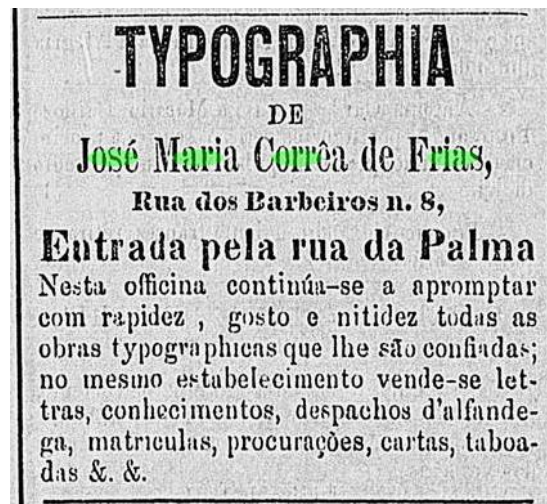 TYPOGRAPHIA
DE
José Maria Corrêa de Frias,
Rua dos Barbeiros n. 8,
Entrada pela rua da Palma
Nesta officina continúa-se a apromptar
com rapidez , gosto e nitidez todas as
obras typographicas que lhe são confiadas;
no mesmo estabelecimento vende-se let-
tras, conhecimentos, despachos d'alfande-
ga, matriculas, procurações, cartas, taboa-
das &. &.